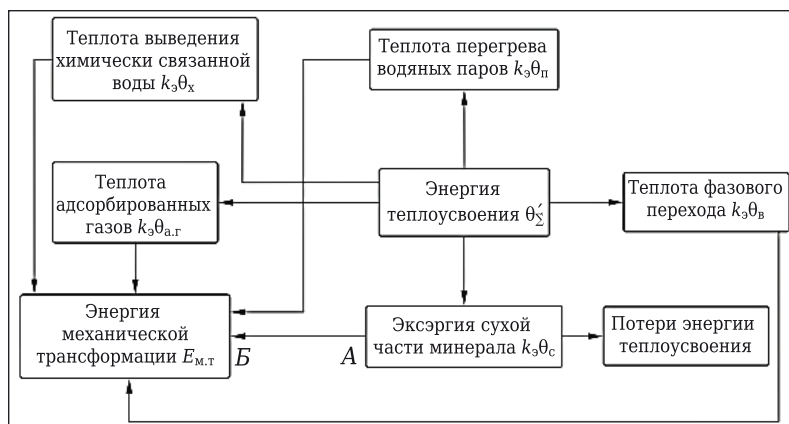 Теплота выведения
химически связанной
воды kэθх
Теплота перегрева
водяных паров kэθп
Теплота
адсорбированных
газов kэθа.г
Энергия
теплоусвоения θ′Σ
Теплота фазового
перехода kэθв
Энергия
механической
трансформации Eм.т
Б
А
Эксэргия сухой
части минерала kэθс
Потери энергии
теплоусвоения